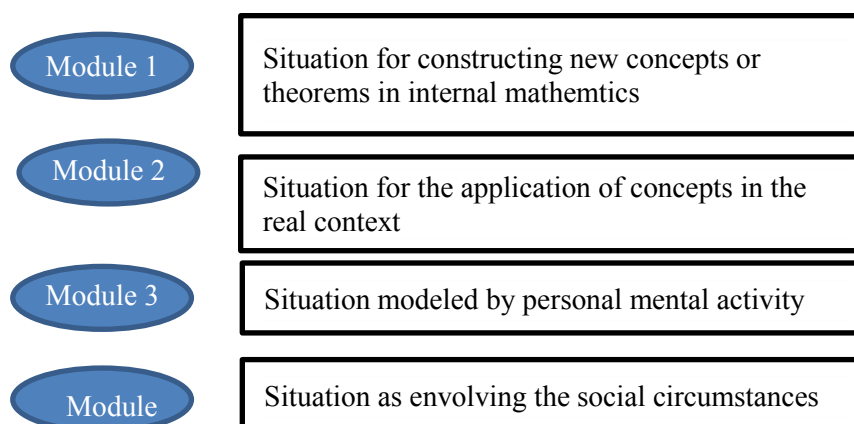 Module 1
Situation for constructing new concepts or
theorems in internal mathemtics
Module 2
Situation for the application of concepts in the
real context
Module 3
Situation modeled by personal mental activity
Module
Situation as envolving the social circumstances